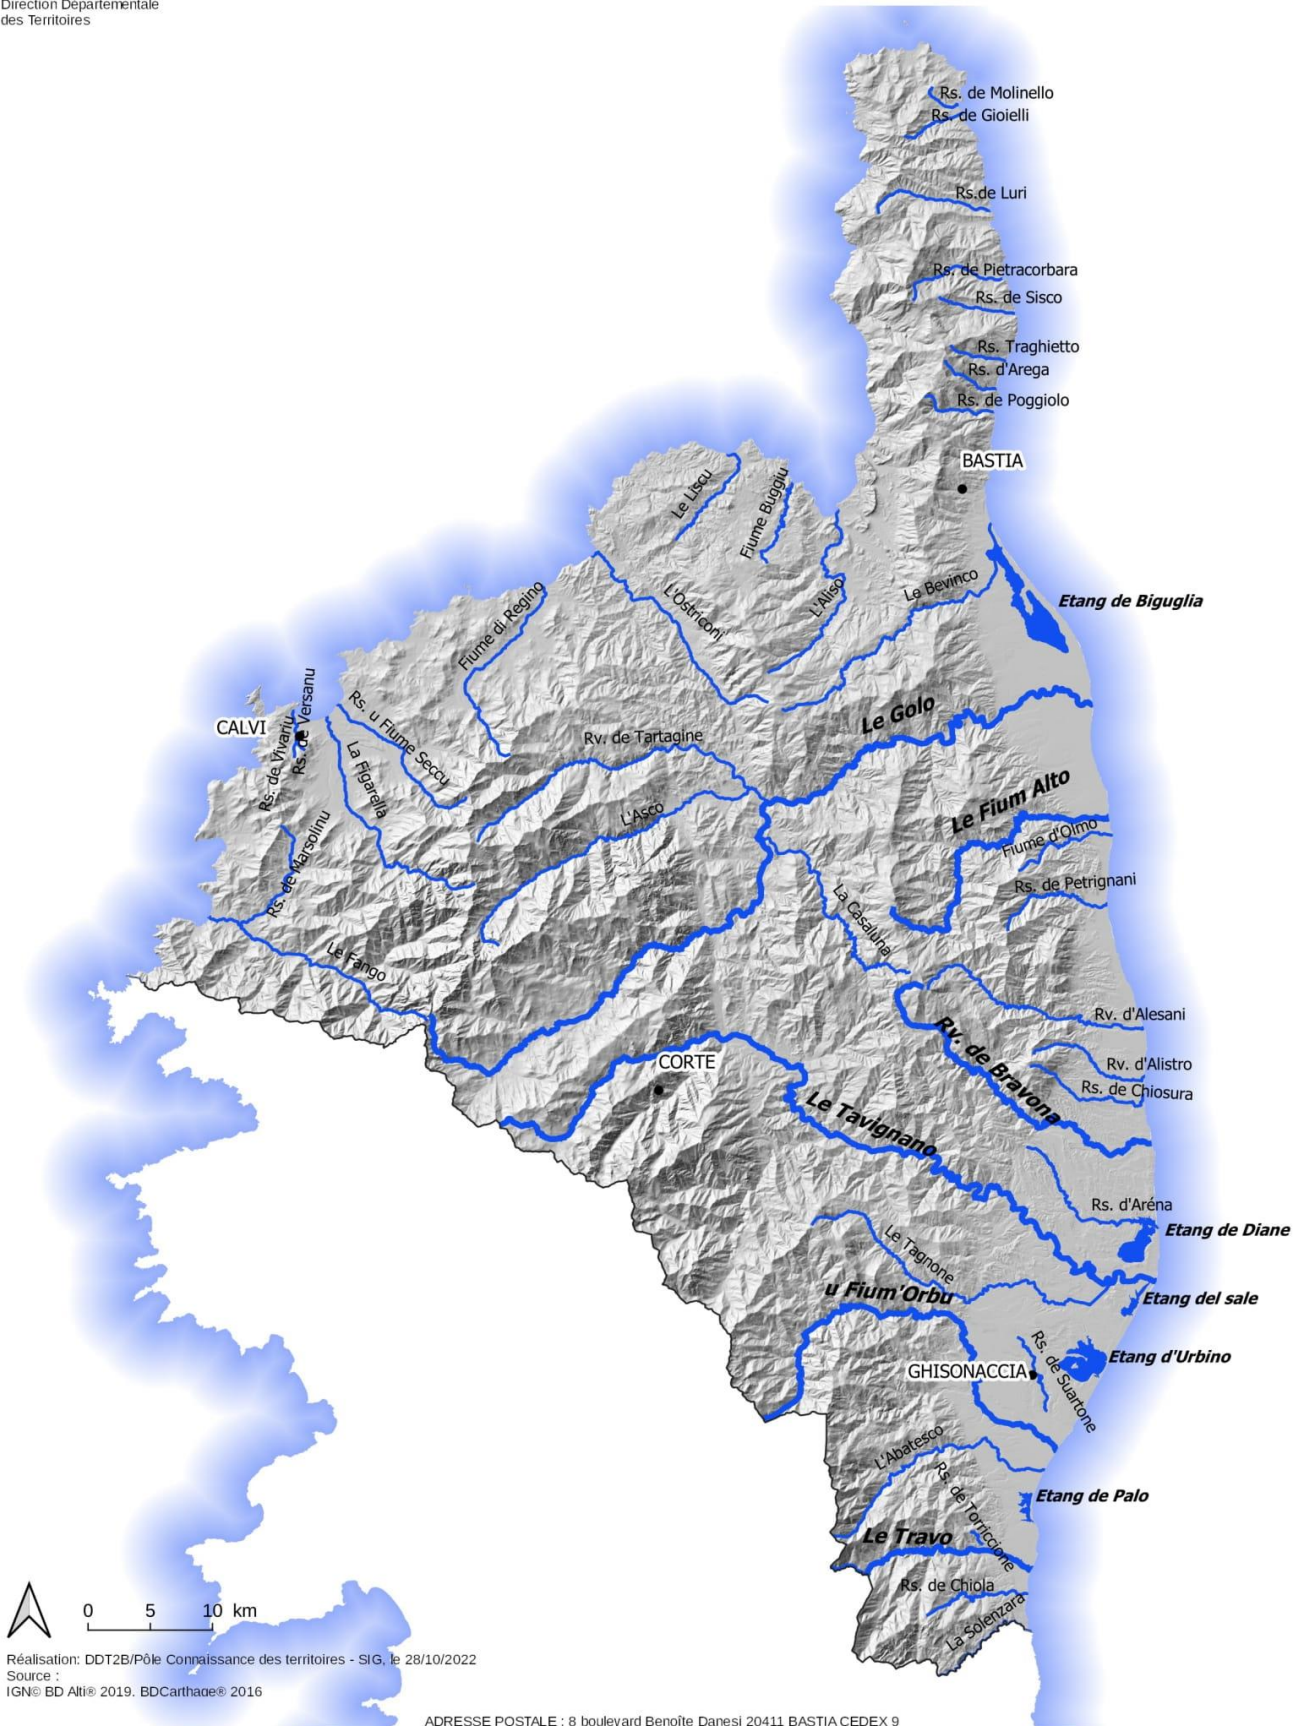 Direction Départementale
des Territoires
Rs. de Molinello
Rs. de Gioielli
Rs.de Luri
Rs. de Pietracorbara
Rs. de Sisco
Rs. Traghietto
Rs. d'Arega
Rs. de Poggiolo
BASTIA
Le Liscu
Fiume Buggiu
L'Aliso
Le Bevinco
Etang de Biguglia
L'Ostriconi
Fiume di Regino
CALVI
Rs. de Vivariu
Rs. de Versanu
Rs. u Fiume Seccu
La Figarella
Rs. de Marsolinu
Rv. de Tartagine
Le Golo
L'Asco
Le Fium Alto
Fiume d'Olmo
Rs. de Petrignani
La Casaluna
Le Fango
Rv. d'Alesani
Rv. de Bravona
Rv. d'Alistro
Rs. de Chiosura
CORTE
Le Tavignano
Rs. d'Aréna
Etang de Diane
Le Tagnone
u Fium'Orbu
Etang del sale
Rs. de Suartone
Etang d'Urbino
GHISONACCIA
L'Abatesco
Rs. de Torriccione
Etang de Palo
Le Travo
Rs. de Chiola
La Solenzara
0 5 10 km
Réalisation: DDT2B/Pôle Connaissance des territoires - SIG, le 28/10/2022
Source :
IGN© BD Alti® 2019. BDCarthage® 2016
ADRESSE POSTALE : 8 boulevard Benoîte Danesi 20411 BASTIA CEDEX 9